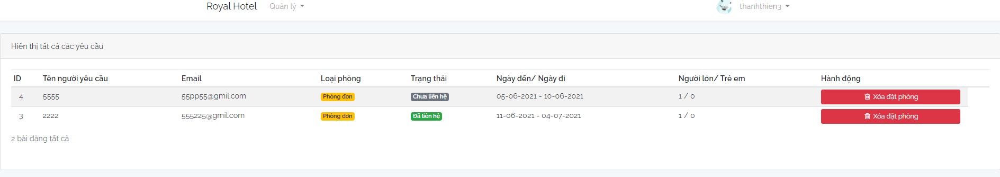 Royal Hotel Quản lý thanhthien3
Hiển thị tất cả các yêu cầu
ID Tên người yêu cầu Email Loại phòng Trạng thái Ngày đến/ Ngày đi Người lớn/ Trẻ em Hành động
4 5555 55pp55@gmil.com Phòng đơn Chưa liên hệ 05-06-2021 - 10-06-2021 1 / 0 Xóa đặt phòng
3 2222 555225@gmil.com Phòng đơn Đã liên hệ 11-06-2021 - 04-07-2021 1 / 0 Xóa đặt phòng
2 bài đăng tất cả